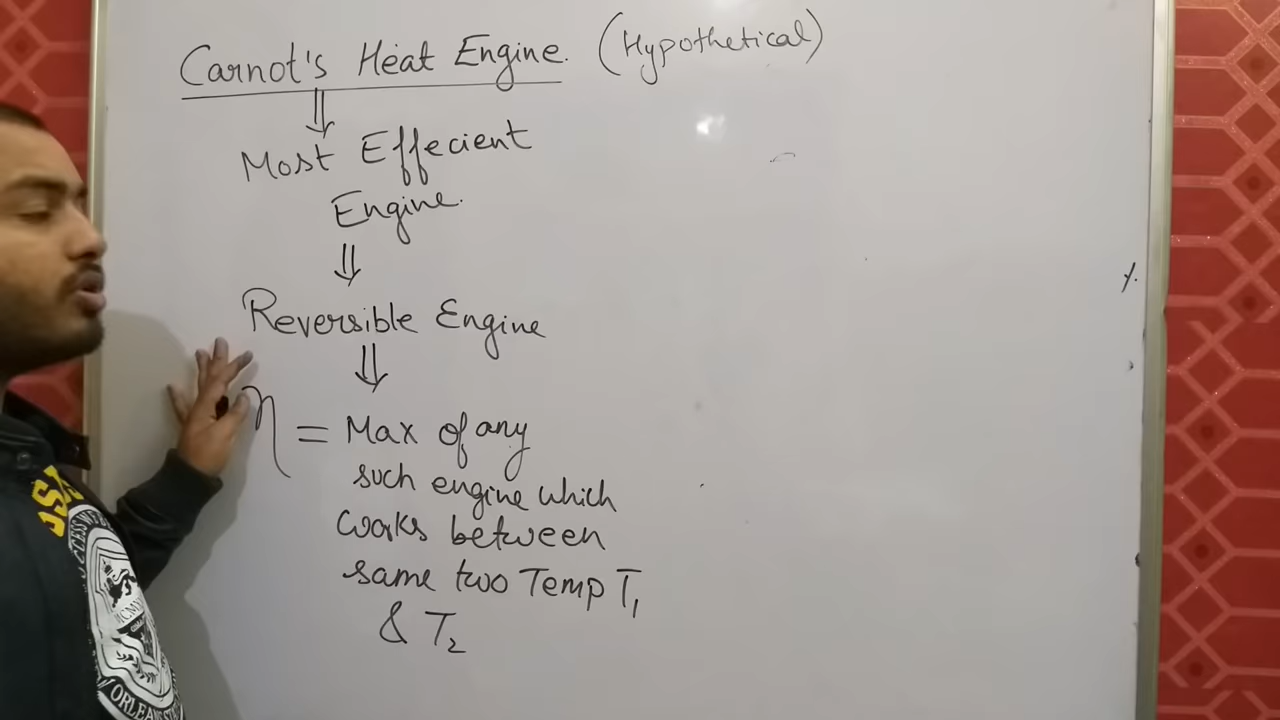 Carnot's Heat Engine. (Hypothetical)
⇓
Most Effecient
Engine.
⇓
Reversible Engine
⇓
η = Max of any
such engine which
works between
same two Temp T₁
& T₂